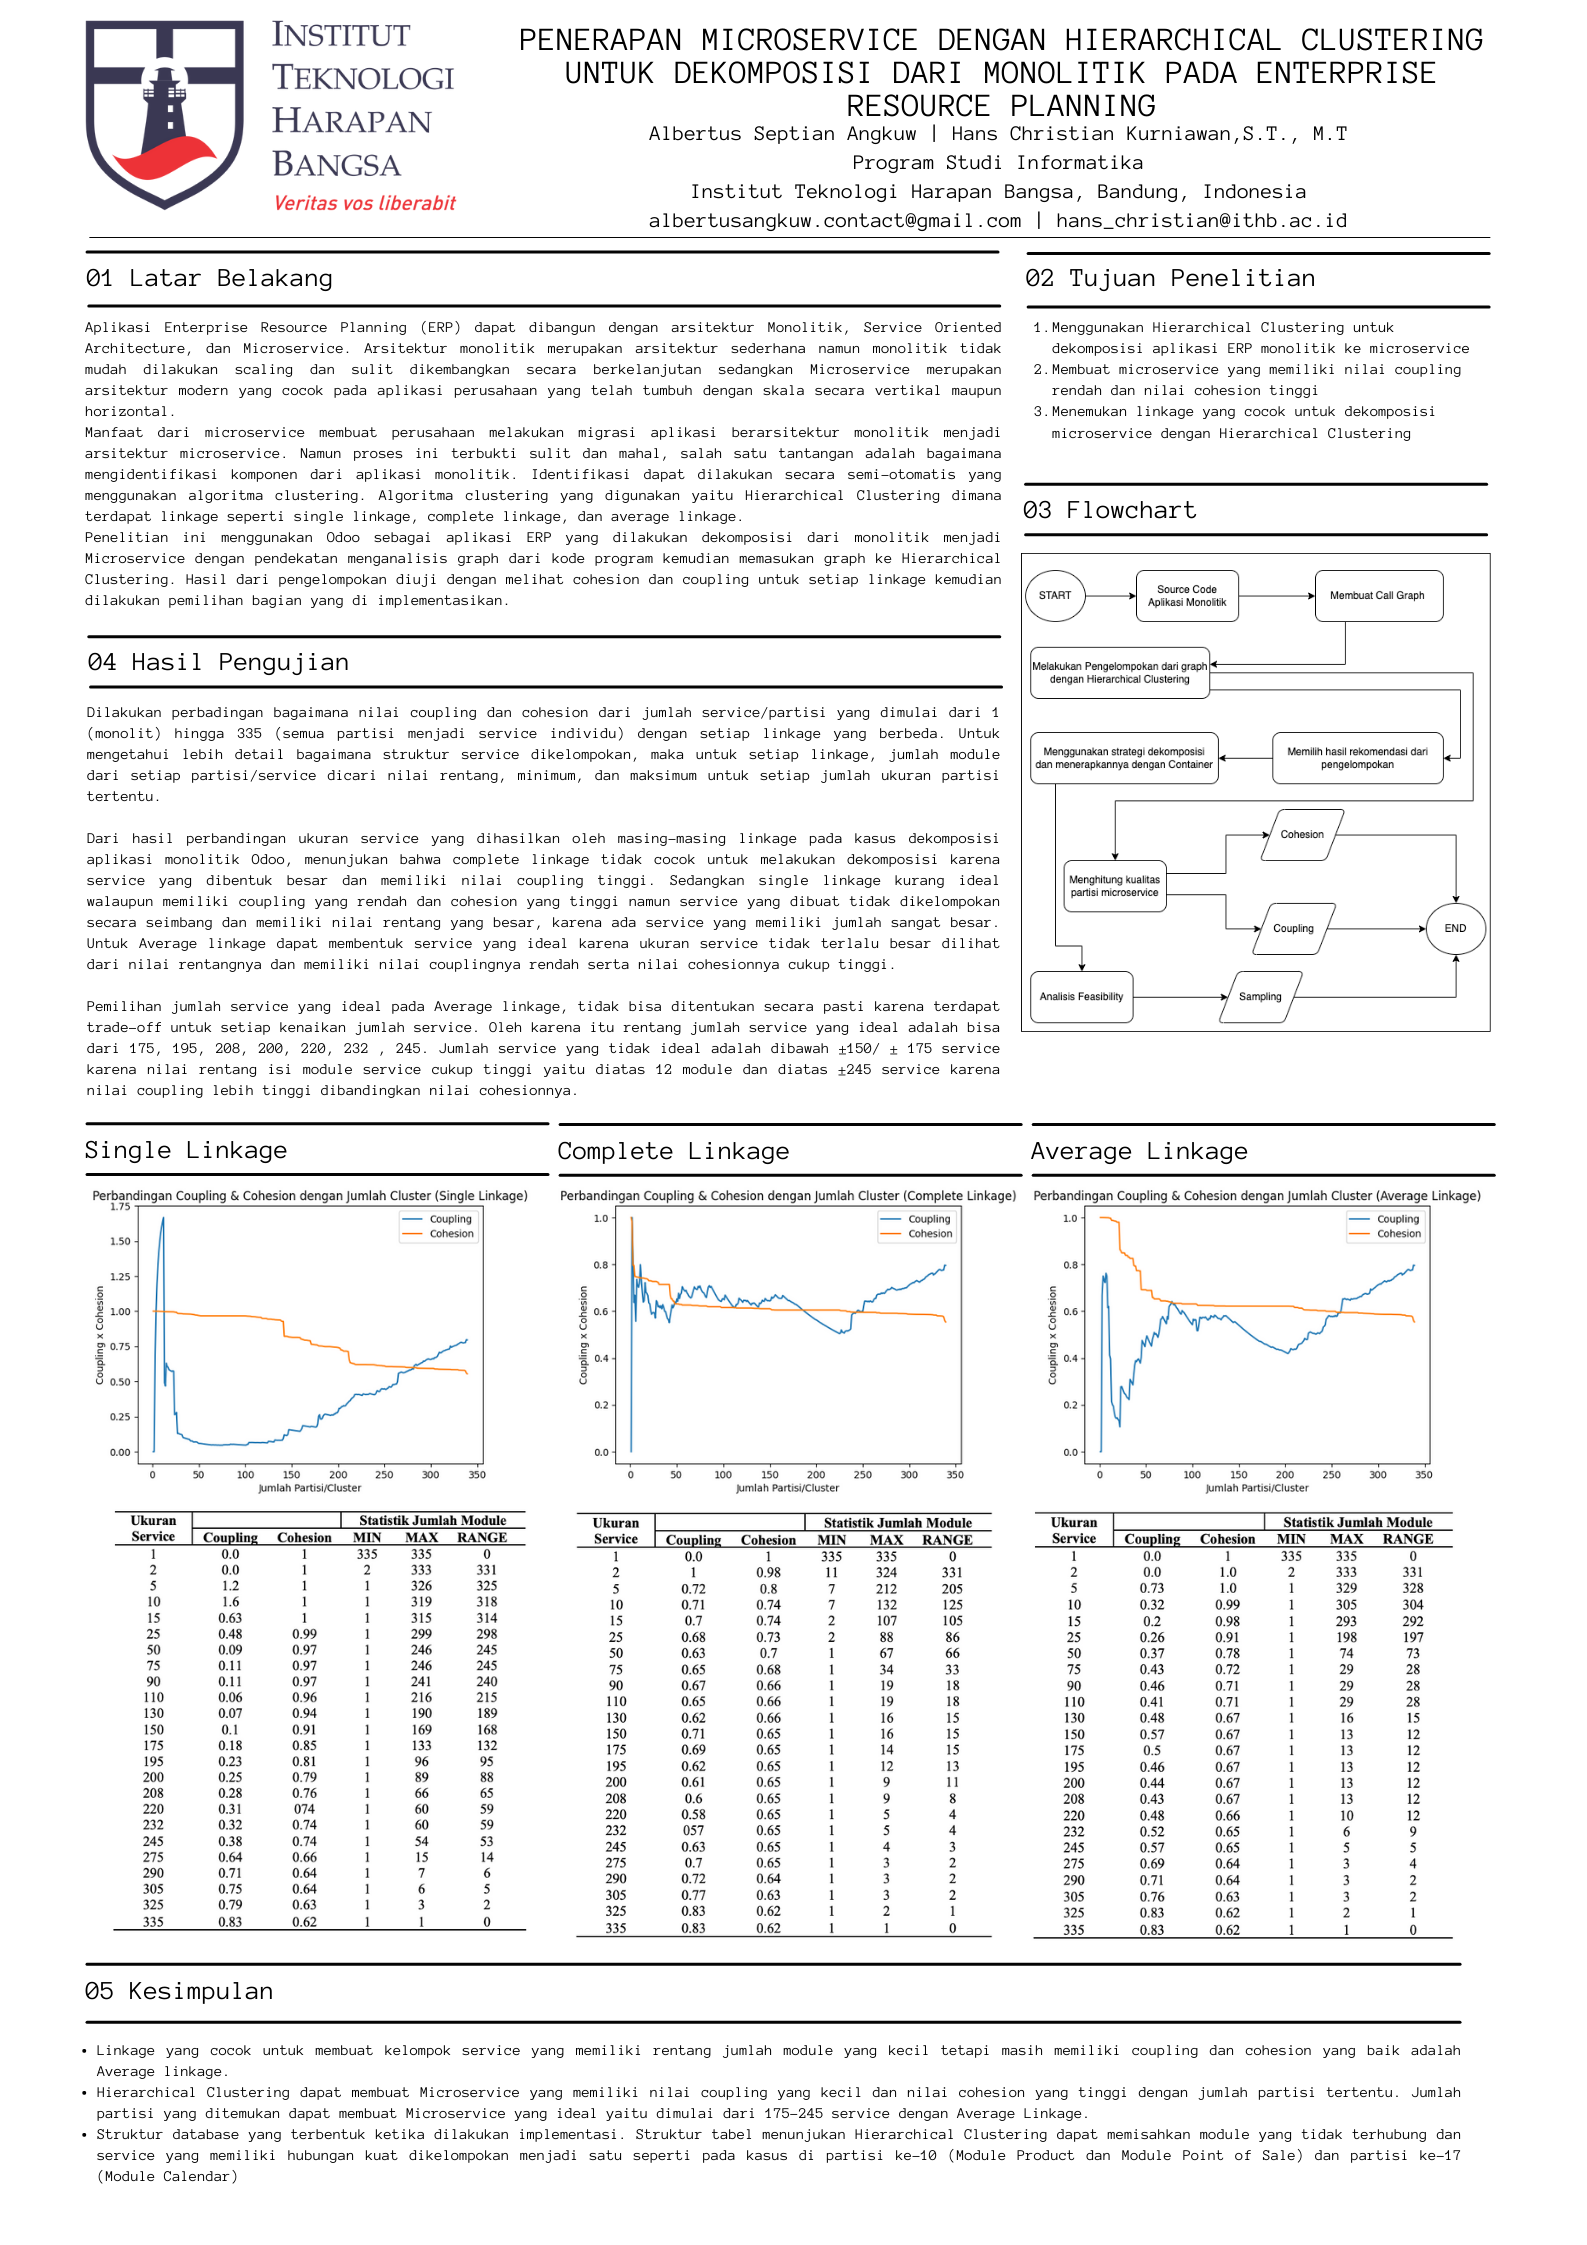 INSTITUT
TEKNOLOGI
HARAPAN
BANGSA
Veritas vos liberabit
PENERAPAN MICROSERVICE DENGAN HIERARCHICAL CLUSTERING
UNTUK DEKOMPOSISI DARI MONOLITIK PADA ENTERPRISE
RESOURCE PLANNING
Albertus Septian Angkuw | Hans Christian Kurniawan,S.T., M.T
Program Studi Informatika
Institut Teknologi Harapan Bangsa, Bandung, Indonesia
albertusangkuw.contact@gmail.com | hans_christian@ithb.ac.id
01 Latar Belakang
Aplikasi Enterprise Resource Planning (ERP) dapat dibangun dengan arsitektur Monolitik, Service Oriented
Architecture, dan Microservice. Arsitektur monolitik merupakan arsitektur sederhana namun monolitik tidak
mudah dilakukan scaling dan sulit dikembangkan secara berkelanjutan sedangkan Microservice merupakan
arsitektur modern yang cocok pada aplikasi perusahaan yang telah tumbuh dengan skala secara vertikal maupun
horizontal.
Manfaat dari microservice membuat perusahaan melakukan migrasi aplikasi berarsitektur monolitik menjadi
arsitektur microservice. Namun proses ini terbukti sulit dan mahal, salah satu tantangan adalah bagaimana
mengidentifikasi komponen dari aplikasi monolitik. Identifikasi dapat dilakukan secara semi-otomatis yang
menggunakan algoritma clustering. Algoritma clustering yang digunakan yaitu Hierarchical Clustering dimana
terdapat linkage seperti single linkage, complete linkage, dan average linkage.
Penelitian ini menggunakan Odoo sebagai aplikasi ERP yang dilakukan dekomposisi dari monolitik menjadi
Microservice dengan pendekatan menganalisis graph dari kode program kemudian memasukan graph ke Hierarchical
Clustering. Hasil dari pengelompokan diuji dengan melihat cohesion dan coupling untuk setiap linkage kemudian
dilakukan pemilihan bagian yang di implementasikan.
02 Tujuan Penelitian
1. Menggunakan Hierarchical Clustering untuk
dekomposisi aplikasi ERP monolitik ke microservice
2. Membuat microservice yang memiliki nilai coupling
rendah dan nilai cohesion tinggi
3. Menemukan linkage yang cocok untuk dekomposisi
microservice dengan Hierarchical Clustering
03 Flowchart
START
Source Code
Aplikasi Monolitik
Membuat Call Graph
Melakukan Pengelompokan dari graph
dengan Hierarchical Clustering
Menggunakan strategi dekomposisi
dan menerapkannya dengan Container
Memilih hasil rekomendasi dari
pengelompokan
Cohesion
Menghitung kualitas
partisi microservice
Coupling
END
Analisis Feasibility
Sampling
04 Hasil Pengujian
Dilakukan perbadingan bagaimana nilai coupling dan cohesion dari jumlah service/partisi yang dimulai dari 1
(monolit) hingga 335 (semua partisi menjadi service individu) dengan setiap linkage yang berbeda. Untuk
mengetahui lebih detail bagaimana struktur service dikelompokan, maka untuk setiap linkage, jumlah module
dari setiap partisi/service dicari nilai rentang, minimum, dan maksimum untuk setiap jumlah ukuran partisi
tertentu.
Dari hasil perbandingan ukuran service yang dihasilkan oleh masing-masing linkage pada kasus dekomposisi
aplikasi monolitik Odoo, menunjukan bahwa complete linkage tidak cocok untuk melakukan dekomposisi karena
service yang dibentuk besar dan memiliki nilai coupling tinggi. Sedangkan single linkage kurang ideal
walaupun memiliki coupling yang rendah dan cohesion yang tinggi namun service yang dibuat tidak dikelompokan
secara seimbang dan memiliki nilai rentang yang besar, karena ada service yang memiliki jumlah sangat besar.
Untuk Average linkage dapat membentuk service yang ideal karena ukuran service tidak terlalu besar dilihat
dari nilai rentangnya dan memiliki nilai couplingnya rendah serta nilai cohesionnya cukup tinggi.
Pemilihan jumlah service yang ideal pada Average linkage, tidak bisa ditentukan secara pasti karena terdapat
trade-off untuk setiap kenaikan jumlah service. Oleh karena itu rentang jumlah service yang ideal adalah bisa
dari 175, 195, 208, 200, 220, 232 , 245. Jumlah service yang tidak ideal adalah dibawah ±150/ ± 175 service
karena nilai rentang isi module service cukup tinggi yaitu diatas 12 module dan diatas ±245 service karena
nilai coupling lebih tinggi dibandingkan nilai cohesionnya.
Single Linkage
Perbandingan Coupling & Cohesion dengan Jumlah Cluster (Single Linkage)
Coupling
Cohesion
1.75
1.50
1.25
1.00
0.75
0.50
0.25
0.00
Coupling x Cohesion
0 50 100 150 200 250 300 350
Jumlah Partisi/Cluster
Ukuran Statistik Jumlah Module
Service Coupling Cohesion MIN MAX RANGE
1 0.0 1 335 335 0
2 0.0 1 2 333 331
5 1.2 1 1 326 325
10 1.6 1 1 319 318
15 0.63 1 1 315 314
25 0.48 0.99 1 299 298
50 0.09 0.97 1 246 245
75 0.11 0.97 1 246 245
90 0.11 0.97 1 241 240
110 0.06 0.96 1 216 215
130 0.07 0.94 1 190 189
150 0.1 0.91 1 169 168
175 0.18 0.85 1 133 132
195 0.23 0.81 1 96 95
200 0.25 0.79 1 89 88
208 0.28 0.76 1 66 65
220 0.31 074 1 60 59
232 0.32 0.74 1 60 59
245 0.38 0.74 1 54 53
275 0.64 0.66 1 15 14
290 0.71 0.64 1 7 6
305 0.75 0.64 1 6 5
325 0.79 0.63 1 3 2
335 0.83 0.62 1 1 0
Complete Linkage
Perbandingan Coupling & Cohesion dengan Jumlah Cluster (Complete Linkage)
Coupling
Cohesion
1.0
0.8
0.6
0.4
0.2
0.0
Coupling x Cohesion
0 50 100 150 200 250 300 350
Jumlah Partisi/Cluster
Ukuran Statistik Jumlah Module
Service Coupling Cohesion MIN MAX RANGE
1 0.0 1 335 335 0
2 1 0.98 11 324 331
5 0.72 0.8 7 212 205
10 0.71 0.74 7 132 125
15 0.7 0.74 2 107 105
25 0.68 0.73 2 88 86
50 0.63 0.7 1 67 66
75 0.65 0.68 1 34 33
90 0.67 0.66 1 19 18
110 0.65 0.66 1 19 18
130 0.62 0.66 1 16 15
150 0.71 0.65 1 16 15
175 0.69 0.65 1 14 15
195 0.62 0.65 1 12 13
200 0.61 0.65 1 9 11
208 0.6 0.65 1 9 8
220 0.58 0.65 1 5 4
232 057 0.65 1 5 4
245 0.63 0.65 1 4 3
275 0.7 0.65 1 3 2
290 0.72 0.64 1 3 2
305 0.77 0.63 1 3 2
325 0.83 0.62 1 2 1
335 0.83 0.62 1 1 0
Average Linkage
Perbandingan Coupling & Cohesion dengan Jumlah Cluster (Average Linkage)
Coupling
Cohesion
1.0
0.8
0.6
0.4
0.2
0.0
Coupling x Cohesion
0 50 100 150 200 250 300 350
Jumlah Partisi/Cluster
Ukuran Statistik Jumlah Module
Service Coupling Cohesion MIN MAX RANGE
1 0.0 1 335 335 0
2 0.0 1.0 2 333 331
5 0.73 1.0 1 329 328
10 0.32 0.99 1 305 304
15 0.2 0.98 1 293 292
25 0.26 0.91 1 198 197
50 0.37 0.78 1 74 73
75 0.43 0.72 1 29 28
90 0.46 0.71 1 29 28
110 0.41 0.71 1 29 28
130 0.48 0.67 1 16 15
150 0.57 0.67 1 13 12
175 0.5 0.67 1 13 12
195 0.46 0.67 1 13 12
200 0.44 0.67 1 13 12
208 0.43 0.67 1 13 12
220 0.48 0.66 1 10 12
232 0.52 0.65 1 6 9
245 0.57 0.65 1 5 5
275 0.69 0.64 1 3 4
290 0.71 0.64 1 3 2
305 0.76 0.63 1 3 2
325 0.83 0.62 1 2 1
335 0.83 0.62 1 1 0
05 Kesimpulan
• Linkage yang cocok untuk membuat kelompok service yang memiliki rentang jumlah module yang kecil tetapi masih memiliki coupling dan cohesion yang baik adalah
Average linkage.
• Hierarchical Clustering dapat membuat Microservice yang memiliki nilai coupling yang kecil dan nilai cohesion yang tinggi dengan jumlah partisi tertentu. Jumlah
partisi yang ditemukan dapat membuat Microservice yang ideal yaitu dimulai dari 175-245 service dengan Average Linkage.
• Struktur database yang terbentuk ketika dilakukan implementasi. Struktur tabel menunjukan Hierarchical Clustering dapat memisahkan module yang tidak terhubung dan
service yang memiliki hubungan kuat dikelompokan menjadi satu seperti pada kasus di partisi ke-10 (Module Product dan Module Point of Sale) dan partisi ke-17
(Module Calendar)